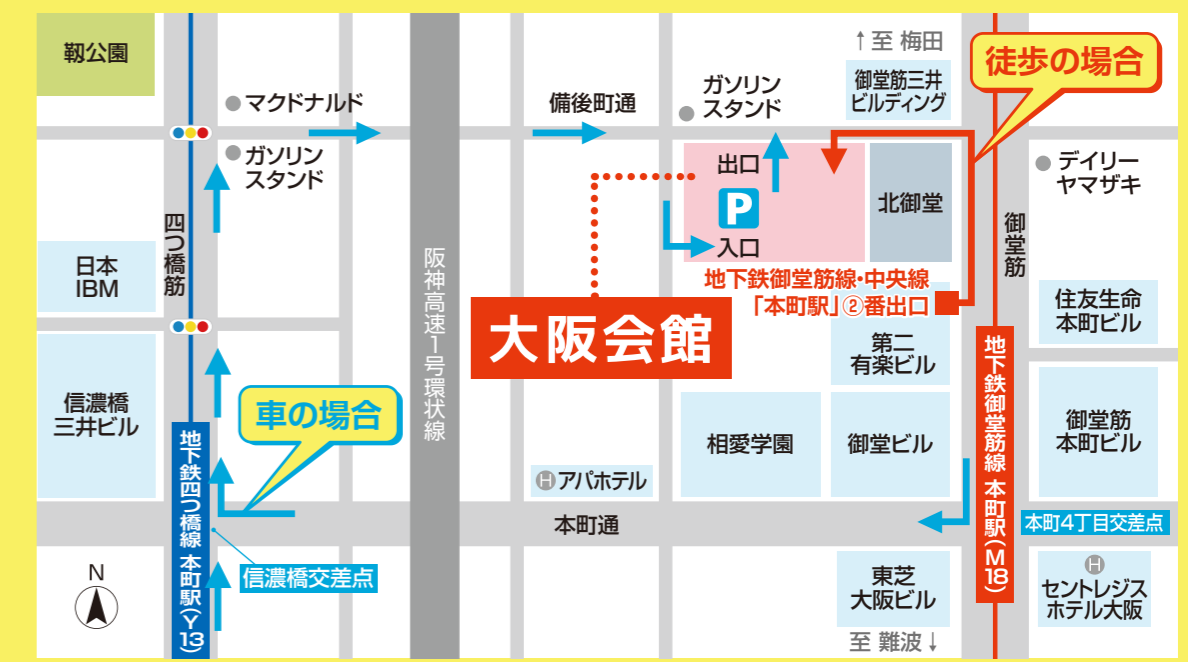 靱公園
マクドナルド
ガソリン
スタンド
四つ橋筋
日本
IBM
信濃橋
三井ビル
車の場合
地下鉄四つ橋線 本町駅(Y13)
信濃橋交差点
N
阪神高速1号環状線
備後町通
ガソリン
スタンド
↑至 梅田
御堂筋三井
ビルディング
徒歩の場合
出口
P
入口
北御堂
デイリー
ヤマザキ
御堂筋
地下鉄御堂筋線・中央線
「本町駅」②番出口
大阪会館
第二
有楽ビル
住友生命
本町ビル
相愛学園
御堂ビル
地下鉄御堂筋線 本町駅(M18)
御堂筋
本町ビル
H アパホテル
本町通
本町4丁目交差点
東芝
大阪ビル
H
セントレジス
ホテル大阪
至 難波↓